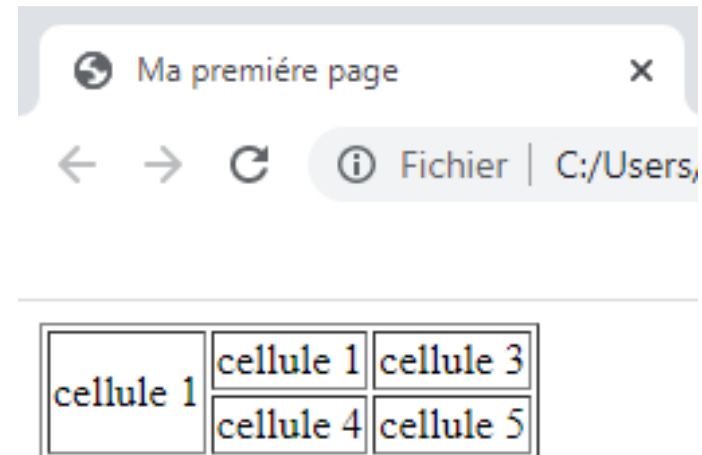 Ma premiére page
Fichier | C:/Users/
cellule 1 cellule 1 cellule 3
cellule 4 cellule 5